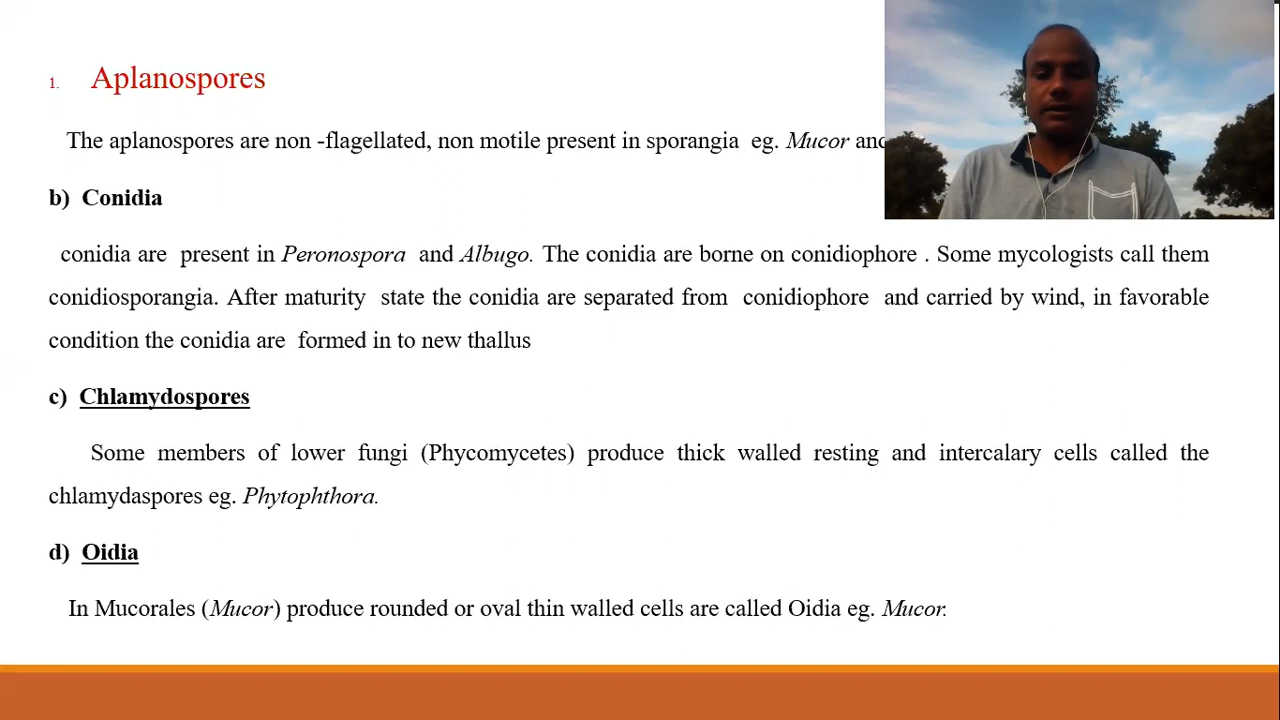 1. Aplanospores
The aplanospores are non -flagellated, non motile present in sporangia eg. Mucor and
b) Conidia
conidia are present in Peronospora and Albugo. The conidia are borne on conidiophore . Some mycologists call them
conidiosporangia. After maturity state the conidia are separated from conidiophore and carried by wind, in favorable
condition the conidia are formed in to new thallus
c) Chlamydospores
Some members of lower fungi (Phycomycetes) produce thick walled resting and intercalary cells called the
chlamydaspores eg. Phytophthora.
d) Oidia
In Mucorales (Mucor) produce rounded or oval thin walled cells are called Oidia eg. Mucor.